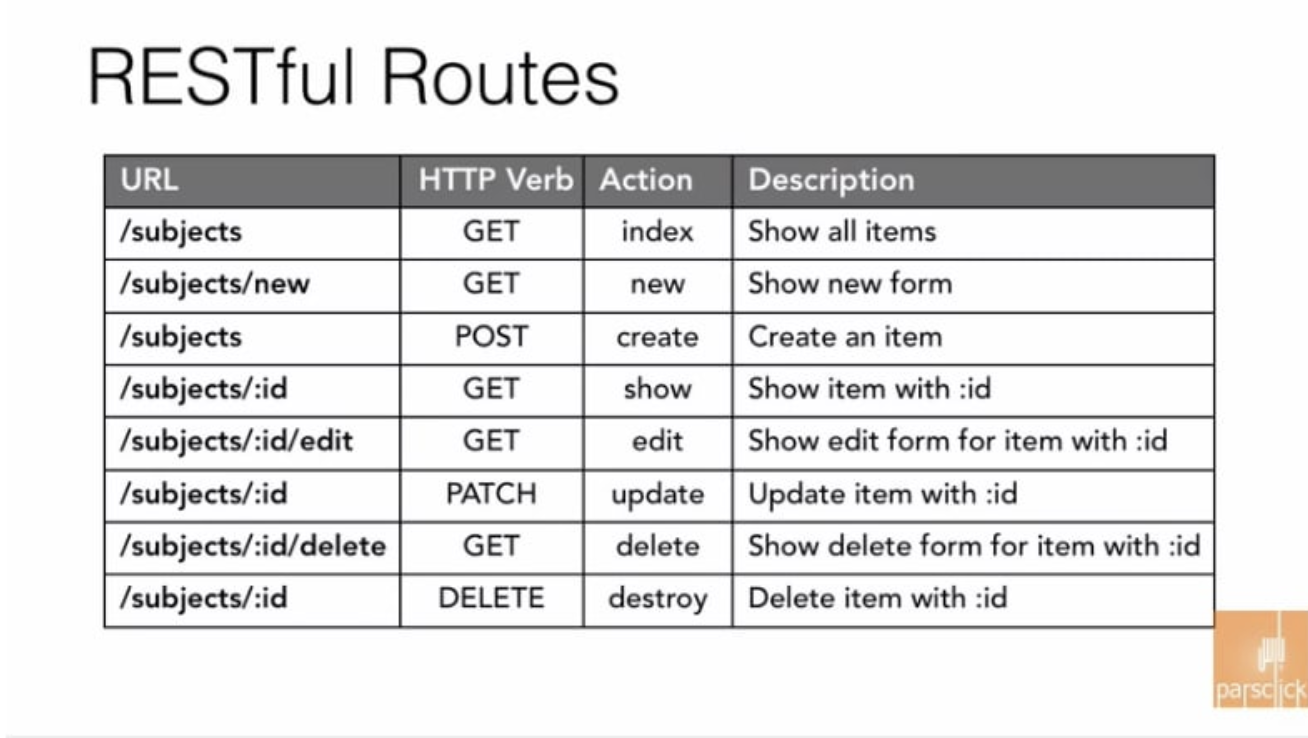 RESTful Routes
URL HTTP Verb Action Description
/subjects GET index Show all items
/subjects/new GET new Show new form
/subjects POST create Create an item
/subjects/:id GET show Show item with :id
/subjects/:id/edit GET edit Show edit form for item with :id
/subjects/:id PATCH update Update item with :id
/subjects/:id/delete GET delete Show delete form for item with :id
/subjects/:id DELETE destroy Delete item with :id
parsclick